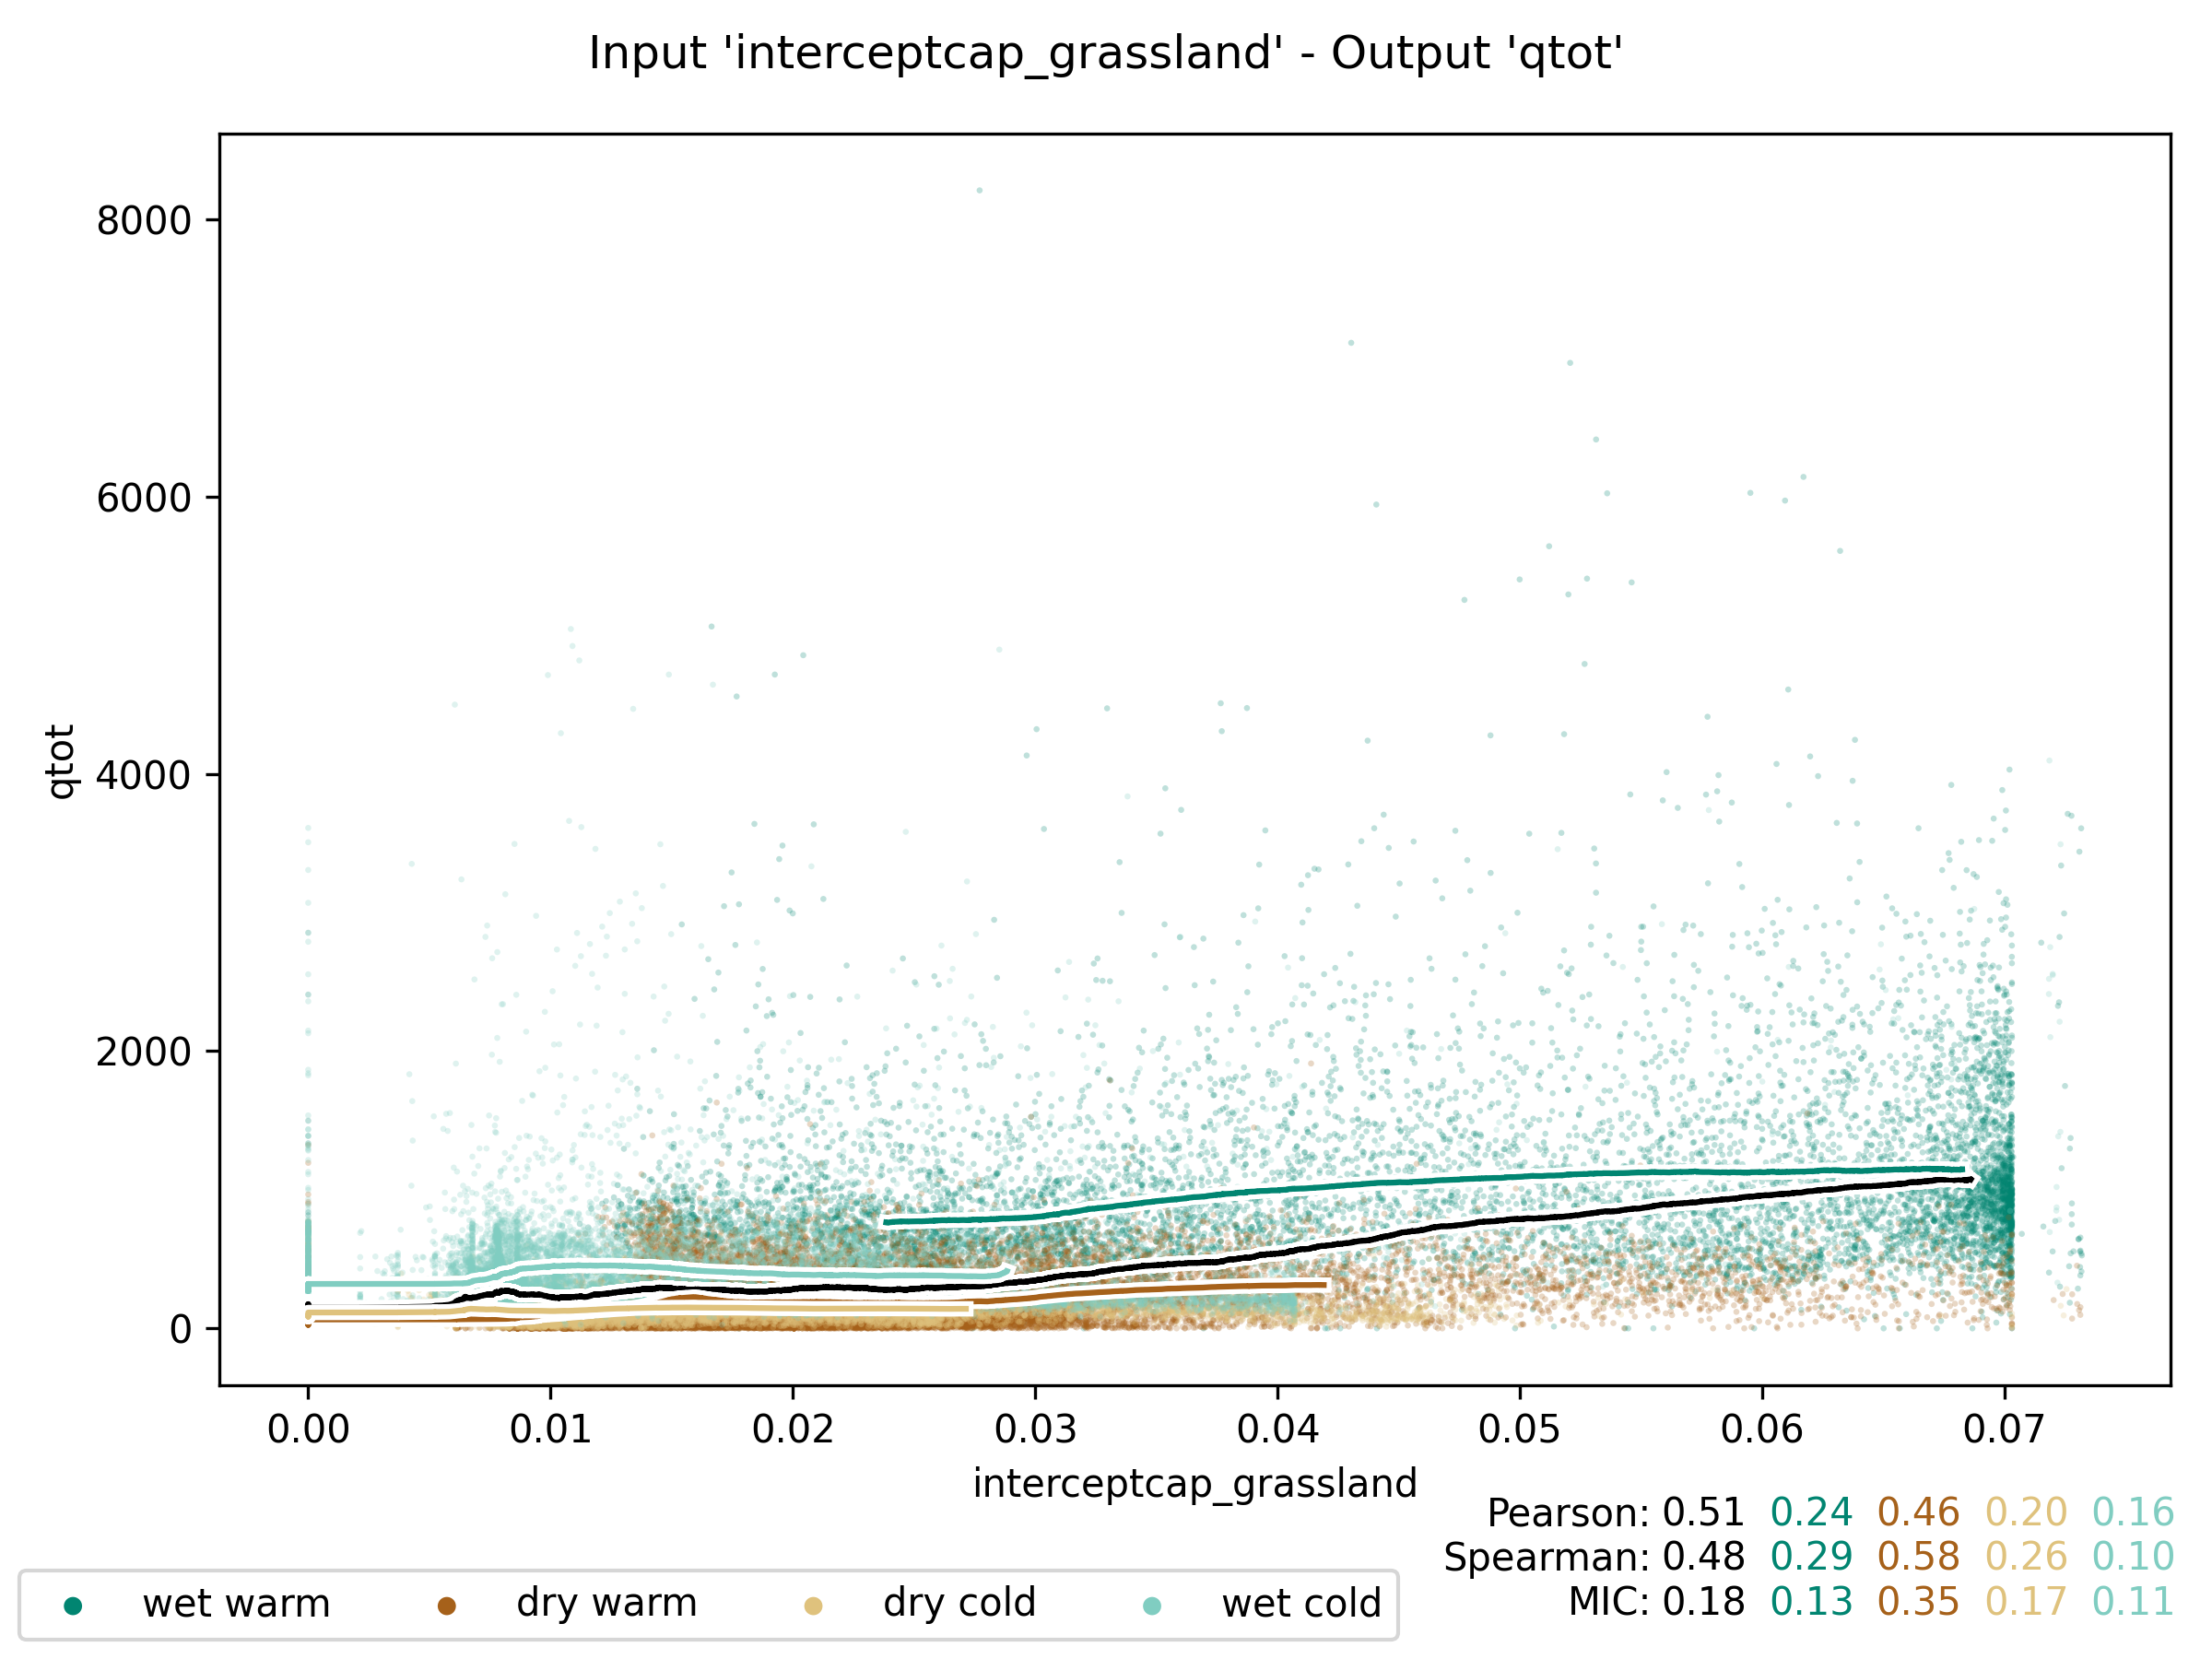 Input 'interceptcap_grassland' - Output 'qtot'
8000
6000
4000
2000
0
qtot
0.00 0.01 0.02 0.03 0.04 0.05 0.06 0.07
interceptcap_grassland
Pearson: 0.51 0.24 0.46 0.20 0.16
Spearman: 0.48 0.29 0.58 0.26 0.10
MIC: 0.18 0.13 0.35 0.17 0.11
wet warm dry warm dry cold wet cold